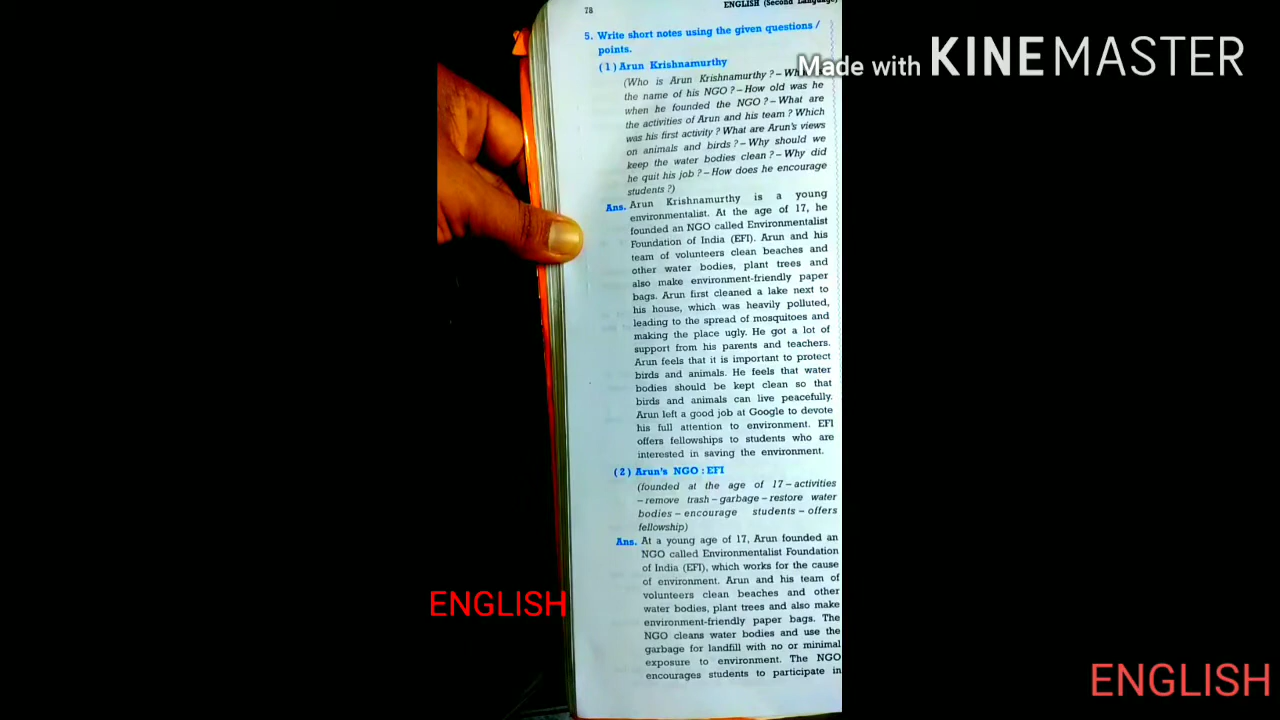 78
ENGLISH (Second Language)
5. Write short notes using the given questions /
points.
(1) Arun Krishnamurthy
(Who is Arun Krishnamurthy ? –
the name of his NGO ? – How old was he
when he founded the NGO ? – What are
the activities of Arun and his team ? Which
was his first activity ? What are Arun's views
on animals and birds ? – Why should we
keep the water bodies clean ? – Why did
he quit his job ? – How does he encourage
students ?)
Ans. Arun Krishnamurthy is a young
environmentalist. At the age of 17, he
founded an NGO called Environmentalist
Foundation of India (EFI). Arun and his
team of volunteers clean beaches and
other water bodies, plant trees and
also make environment-friendly paper
bags. Arun first cleaned a lake next to
his house, which was heavily polluted,
leading to the spread of mosquitoes and
making the place ugly. He got a lot of
support from his parents and teachers.
Arun feels that it is important to protect
birds and animals. He feels that water
bodies should be kept clean so that
birds and animals can live peacefully.
Arun left a good job at Google to devote
his full attention to environment. EFI
offers fellowships to students who are
interested in saving the environment.
(2) Arun's NGO : EFI
(founded at the age of 17 – activities
– remove trash – garbage – restore water
bodies – encourage students – offers
fellowship)
Ans. At a young age of 17, Arun founded an
NGO called Environmentalist Foundation
of India (EFI), which works for the cause
of environment. Arun and his team of
volunteers clean beaches and other
water bodies, plant trees and also make
environment-friendly paper bags. The
NGO cleans water bodies and use the
garbage for landfill with no or minimal
exposure to environment. The NGO
encourages students to participate in
Made with KINEMASTER
ENGLISH
ENGLISH